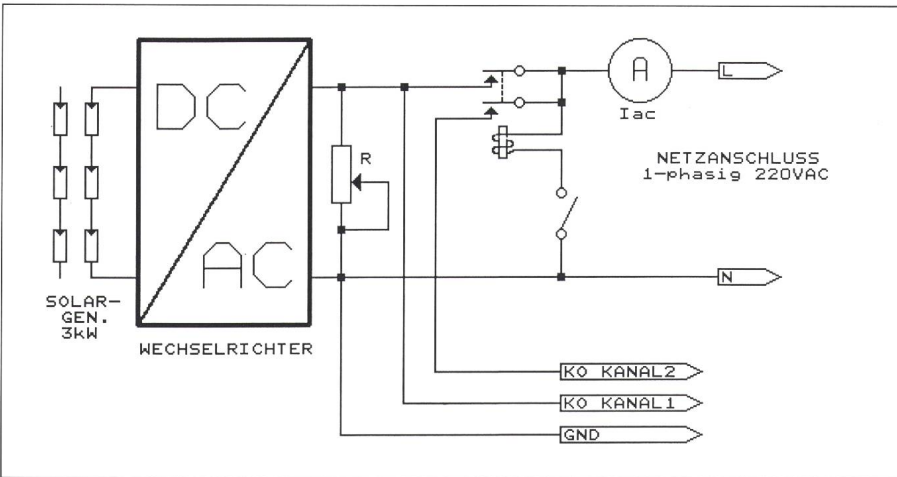 DC
AC
A
Iac
L
R
NETZANSCHLUSS
1-phasig 220VAC
N
SOLAR-
GEN.
3kW
WECHSELRICHTER
KO KANAL2
KO KANAL1
GND